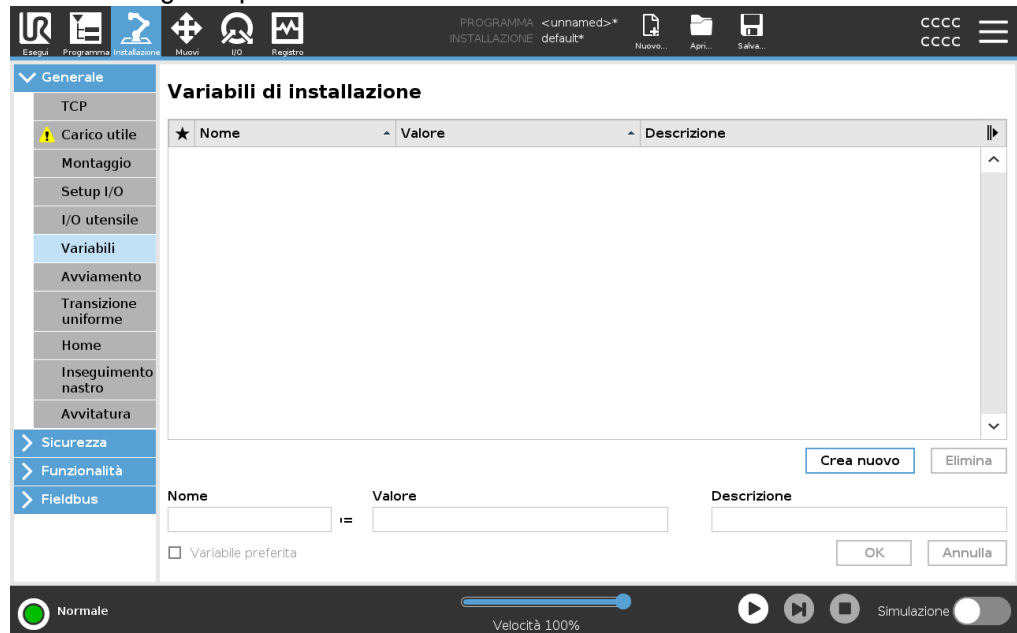 PROGRAMMA <unnamed>*
INSTALLAZIONE default*
CCCC
CCCC
UR
Esegui Programma Installazione Muovi I/O Registro Nuovo... Apri... Salva...
Generale
TCP
Carico utile
Montaggio
Setup I/O
I/O utensile
Variabili
Avviamento
Transizione
uniforme
Home
Inseguimento
nastro
Avvitatura
Sicurezza
Funzionalità
Fieldbus
Variabili di installazione
Nome Valore Descrizione
Crea nuovo Elimina
Nome Valore Descrizione
:=
Variabile preferita OK Annulla
Normale
Velocità 100%
Simulazione